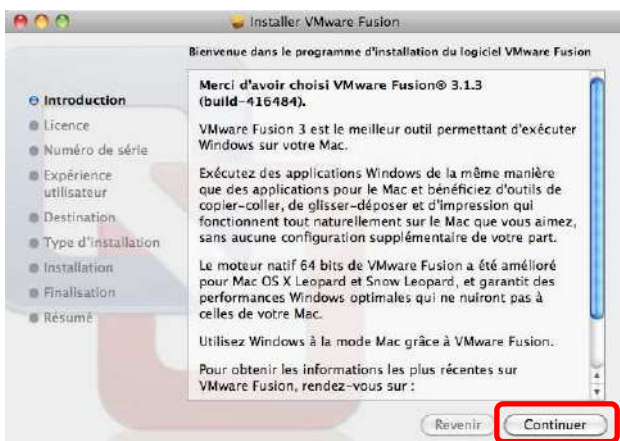 Installer VMware Fusion
Bienvenue dans le programme d'installation du logiciel VMware Fusion
Introduction
Licence
Numéro de série
Expérience
utilisateur
Destination
Type d'installation
Installation
Finalisation
Résumé
Merci d'avoir choisi VMware Fusion® 3.1.3
(build-416484).
VMware Fusion 3 est le meilleur outil permettant d'exécuter
Windows sur votre Mac.
Exécutez des applications Windows de la même manière
que des applications pour le Mac et bénéficiez d'outils de
copier-coller, de glisser-déposer et d'impression qui
fonctionnent tout naturellement sur le Mac que vous aimez,
sans aucune configuration supplémentaire de votre part.
Le moteur natif 64 bits de VMware Fusion a été amélioré
pour Mac OS X Leopard et Snow Leopard, et garantit des
performances Windows optimales qui ne nuiront pas à
celles de votre Mac.
Utilisez Windows à la mode Mac grâce à VMware Fusion.
Pour obtenir les informations les plus récentes sur
VMware Fusion, rendez-vous sur :
Revenir
Continuer